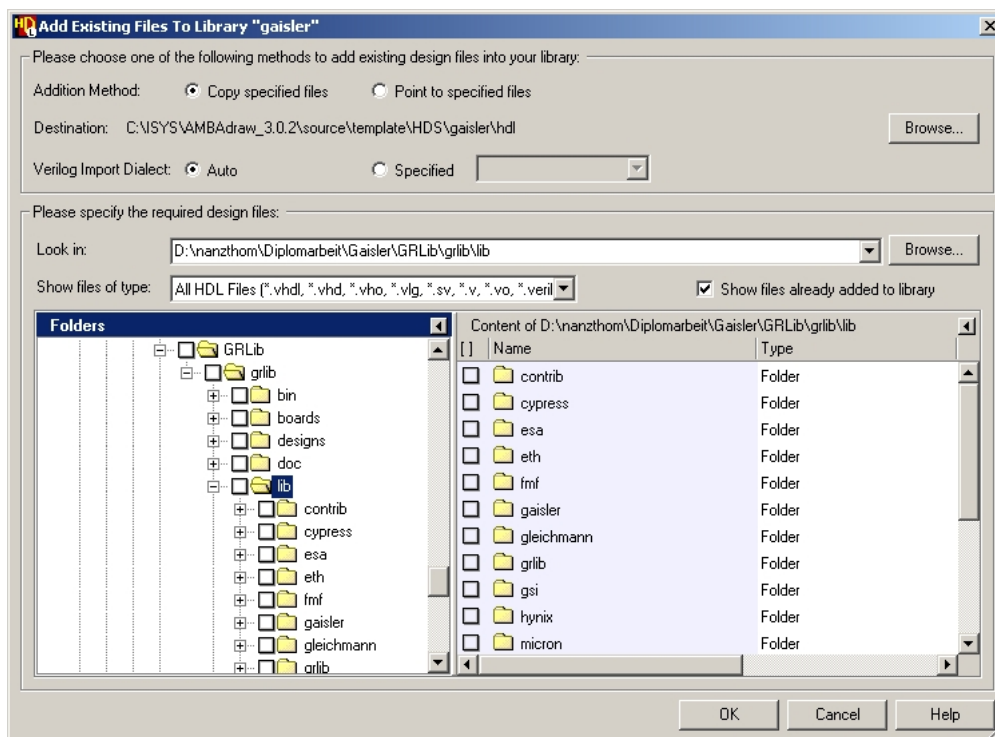 HDL Add Existing Files To Library "gaisler"
Please choose one of the following methods to add existing design files into your library:
Addition Method: Copy specified files Point to specified files
Destination: C:\ISYS\AMBAdraw_3.0.2\source\template\HDS\gaisler\hdl Browse...
Verilog Import Dialect: Auto Specified
Please specify the required design files:
Look in: D:\nanzthom\Diplomarbeit\Gaisler\GRLib\grlib\lib Browse...
Show files of type: All HDL Files (*.vhdl, *.vhd, *.vho, *.vlg, *.sv, *.v, *.vo, *.veril Show files already added to library
Folders
GRLib
grlib
bin
boards
designs
doc
lib
contrib
cypress
esa
eth
fmf
gaisler
gleichmann
grlib
Content of D:\nanzthom\Diplomarbeit\Gaisler\GRLib\grlib\lib
[ ] Name Type
contrib Folder
cypress Folder
esa Folder
eth Folder
fmf Folder
gaisler Folder
gleichmann Folder
grlib Folder
gsi Folder
hynix Folder
micron Folder
OK Cancel Help